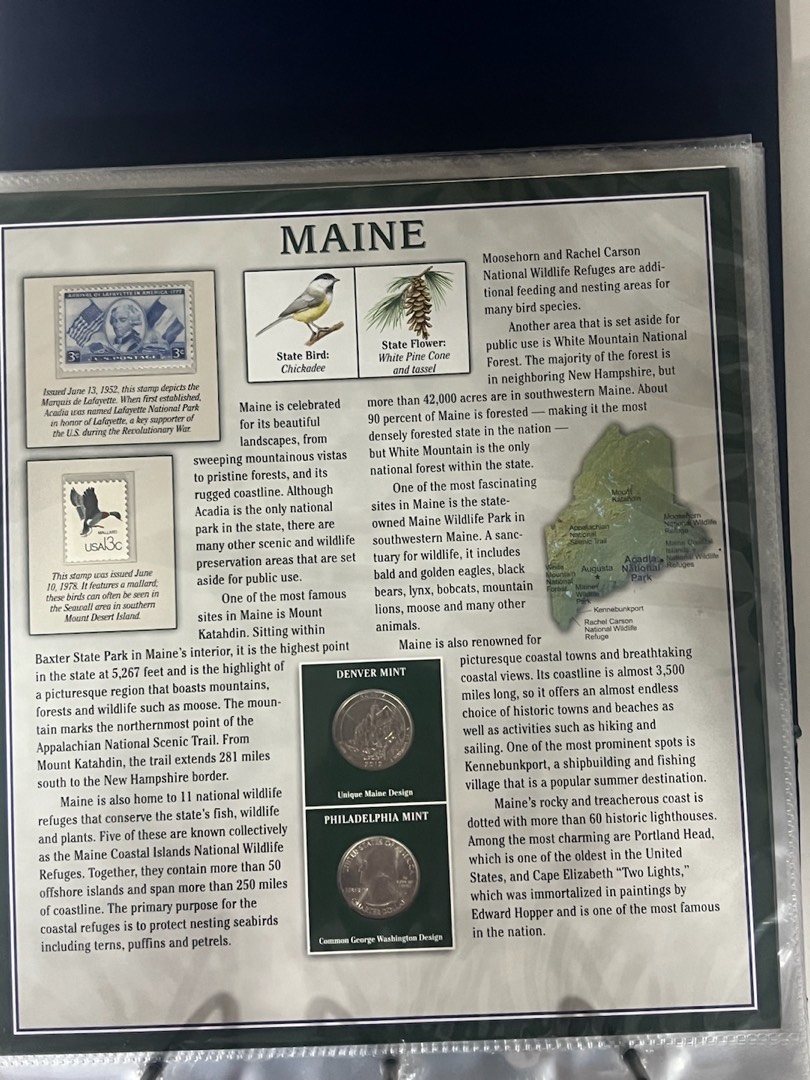 MAINE
ARRIVAL OF LAFAYETTE IN AMERICA 1777
3¢ 3¢
U.S. POSTAGE
Issued June 13, 1952, this stamp depicts the
Marquis de Lafayette. When first established,
Acadia was named Lafayette National Park
in honor of Lafayette, a key supporter of
the U.S. during the Revolutionary War.
MALLARD
USA13c
This stamp was issued June
10, 1978. It features a mallard;
these birds can often be seen in
the Seawall area in southern
Mount Desert Island.
State Bird:
Chickadee
State Flower:
White Pine Cone
and tassel
Maine is celebrated
for its beautiful
landscapes, from
sweeping mountainous vistas
to pristine forests, and its
rugged coastline. Although
Acadia is the only national
park in the state, there are
many other scenic and wildlife
preservation areas that are set
aside for public use.
One of the most famous
sites in Maine is Mount
Katahdin. Sitting within
Baxter State Park in Maine's interior, it is the highest point
in the state at 5,267 feet and is the highlight of
a picturesque region that boasts mountains,
forests and wildlife such as moose. The moun-
tain marks the northernmost point of the
Appalachian National Scenic Trail. From
Mount Katahdin, the trail extends 281 miles
south to the New Hampshire border.
Maine is also home to 11 national wildlife
refuges that conserve the state's fish, wildlife
and plants. Five of these are known collectively
as the Maine Coastal Islands National Wildlife
Refuges. Together, they contain more than 50
offshore islands and span more than 250 miles
of coastline. The primary purpose for the
coastal refuges is to protect nesting seabirds
including terns, puffins and petrels.
Moosehorn and Rachel Carson
National Wildlife Refuges are addi-
tional feeding and nesting areas for
many bird species.
Another area that is set aside for
public use is White Mountain National
Forest. The majority of the forest is
in neighboring New Hampshire, but
more than 42,000 acres are in southwestern Maine. About
90 percent of Maine is forested — making it the most
densely forested state in the nation —
but White Mountain is the only
national forest within the state.
One of the most fascinating
sites in Maine is the state-
owned Maine Wildlife Park in
southwestern Maine. A sanc-
tuary for wildlife, it includes
bald and golden eagles, black
bears, lynx, bobcats, mountain
lions, moose and many other
animals.
Maine is also renowned for
picturesque coastal towns and breathtaking
coastal views. Its coastline is almost 3,500
miles long, so it offers an almost endless
choice of historic towns and beaches as
well as activities such as hiking and
sailing. One of the most prominent spots is
Kennebunkport, a shipbuilding and fishing
village that is a popular summer destination.
Maine's rocky and treacherous coast is
dotted with more than 60 historic lighthouses.
Among the most charming are Portland Head,
which is one of the oldest in the United
States, and Cape Elizabeth "Two Lights,"
which was immortalized in paintings by
Edward Hopper and is one of the most famous
in the nation.
Mount
Katahdin
Appalachian
National
Scenic Trail
Moosehorn
National Wildlife
Refuge
Maine Coastal
Islands
National Wildlife
Refuges
Acadia
National
Park
Augusta
White
Mountain
National
Forest
Maine
Wildlife
Park
Kennebunkport
Rachel Carson
National Wildlife
Refuge
DENVER MINT
Unique Maine Design
PHILADELPHIA MINT
QUARTER DOLLAR
Common George Washington Design